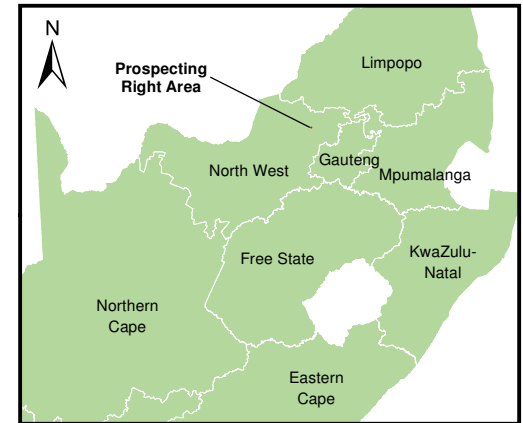 N
Limpopo
Prospecting
Right Area
Gauteng
North West
Mpumalanga
KwaZulu-
Natal
Free State
Northern
Cape
Eastern
Cape